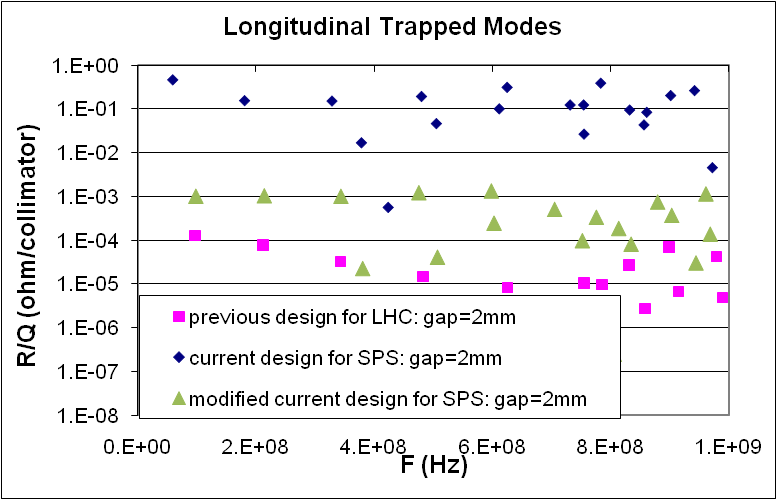 Longitudinal Trapped Modes
R/Q (ohm/collimator)
1.E+00
1.E-01
1.E-02
1.E-03
1.E-04
1.E-05
1.E-06
1.E-07
1.E-08
previous design for LHC: gap=2mm
current design for SPS: gap=2mm
modified current design for SPS: gap=2mm
0.E+00 2.E+08 4.E+08 6.E+08 8.E+08 1.E+09
F (Hz)